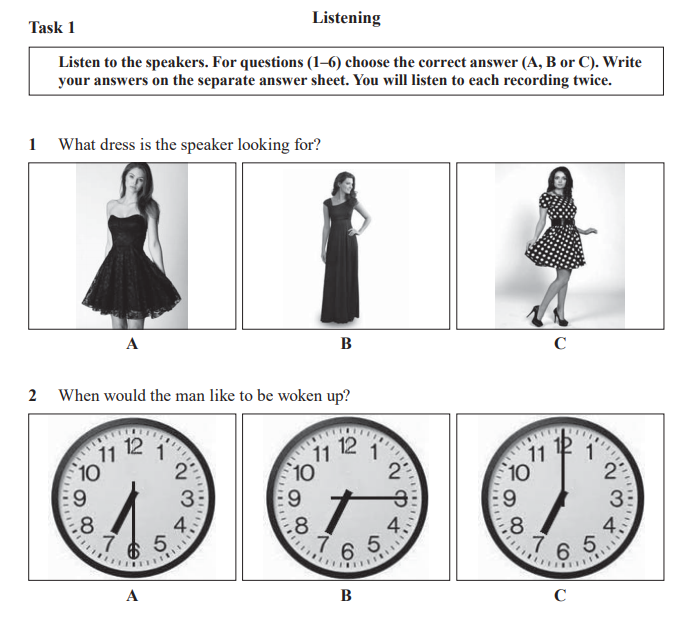 Listening
Task 1
Listen to the speakers. For questions (1–6) choose the correct answer (A, B or C). Write
your answers on the separate answer sheet. You will listen to each recording twice.
1 What dress is the speaker looking for?
A B C
2 When would the man like to be woken up?
11 12 1 11 12 1 11 12 1
10 2 10 2 10 2
9 3 9 3 9 3
8 4 8 4 8 4
7 6 5 7 6 5 7 6 5
A B C